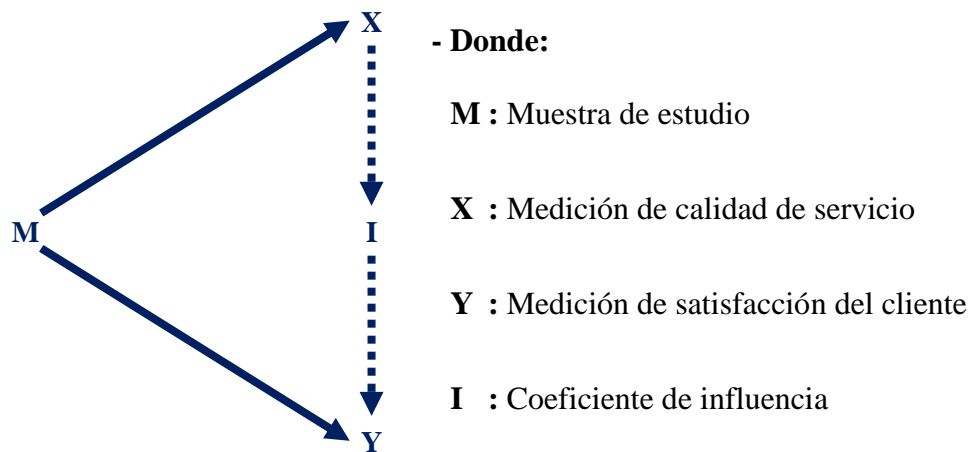 X
- Donde:
M : Muestra de estudio
X : Medición de calidad de servicio
M
I
Y : Medición de satisfacción del cliente
I : Coeficiente de influencia
Y